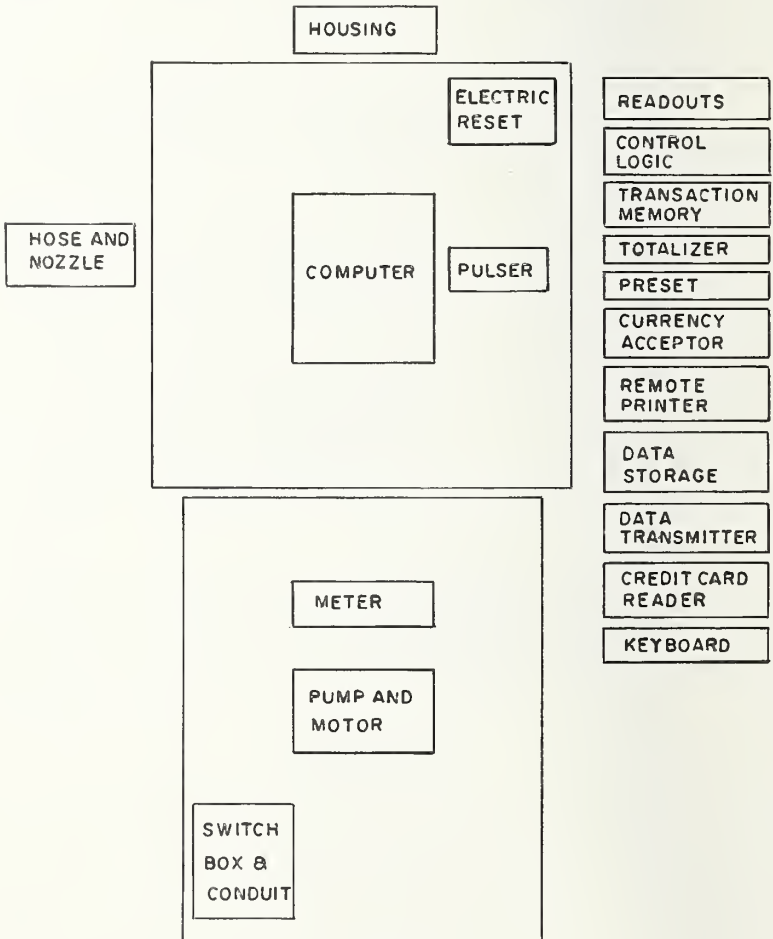 HOUSING
ELECTRIC
RESET
COMPUTER
PULSER
HOSE AND
NOZZLE
METER
PUMP AND
MOTOR
SWITCH
BOX &
CONDUIT
READOUTS
CONTROL
LOGIC
TRANSACTION
MEMORY
TOTALIZER
PRESET
CURRENCY
ACCEPTOR
REMOTE
PRINTER
DATA
STORAGE
DATA
TRANSMITTER
CREDIT CARD
READER
KEYBOARD